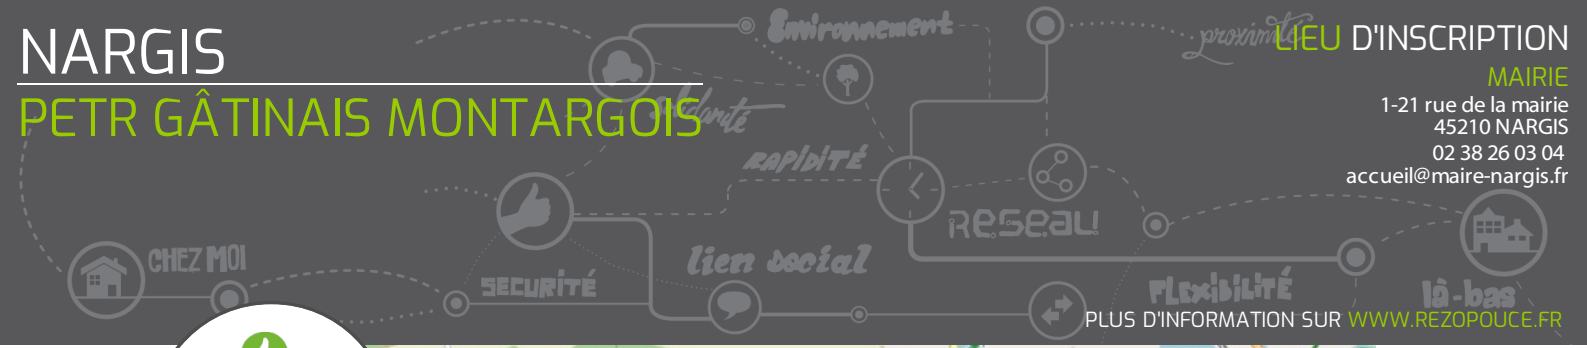 NARGIS
PETR GÂTINAIS MONTARGOIS
LIEU D'INSCRIPTION
MAIRIE
1-21 rue de la mairie
45210 NARGIS
02 38 26 03 04
accueil@maire-nargis.fr
Environnement
proximité
solidarité
RAPIDITÉ
RESEAU
CHEZ MOI
lien social
SECURITÉ
FLEXIBILITÉ
là-bas
PLUS D'INFORMATION SUR WWW.REZOPOUCE.FR